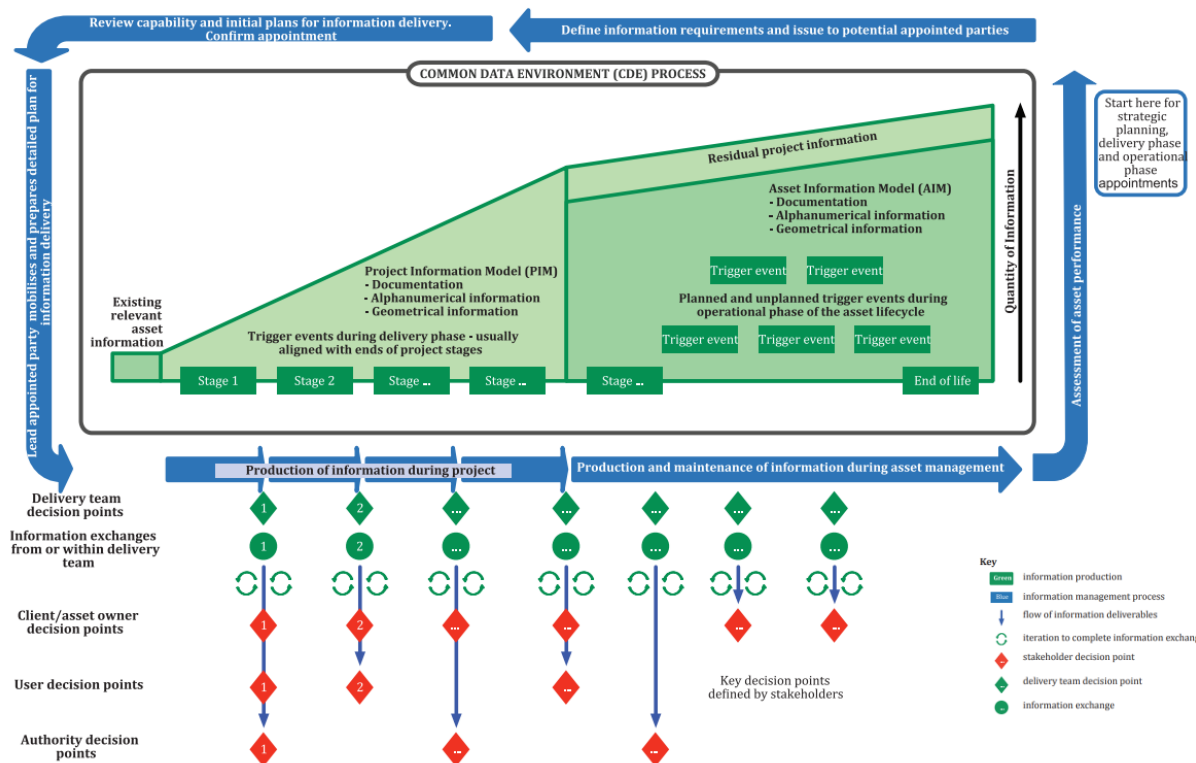 Review capability and initial plans for information delivery.
Confirm appointment
Define information requirements and issue to potential appointed parties
Lead appointed party mobilises and prepares detailed plan for
information delivery
COMMON DATA ENVIRONMENT (CDE) PROCESS
Start here for
strategic
planning,
delivery phase
and operational
phase
appointments
Residual project information
Asset Information Model (AIM)
- Documentation
- Alphanumerical information
- Geometrical information
Quantity of Information
Assessment of asset performance
Project Information Model (PIM)
- Documentation
- Alphanumerical information
- Geometrical information
Trigger event
Trigger event
Existing
relevant
asset
information
Planned and unplanned trigger events during
operational phase of the asset lifecycle
Trigger events during delivery phase - usually
aligned with ends of project stages
Trigger event
Trigger event
Trigger event
Stage 1
Stage 2
Stage ...
Stage ...
Stage ...
End of life
Production of information during project
Production and maintenance of information during asset management
Delivery team
decision points
1
2
...
...
...
...
...
Information exchanges
from or within delivery
team
1
2
...
...
...
...
...
Client/asset owner
decision points
1
2
...
...
...
...
User decision points
1
2
...
Key decision points
defined by stakeholders
Authority decision
points
1
...
...
Key
Green
information production
Blue
information management process
flow of information deliverables
iteration to complete information exchan
...
stakeholder decision point
...
delivery team decision point
...
information exchange